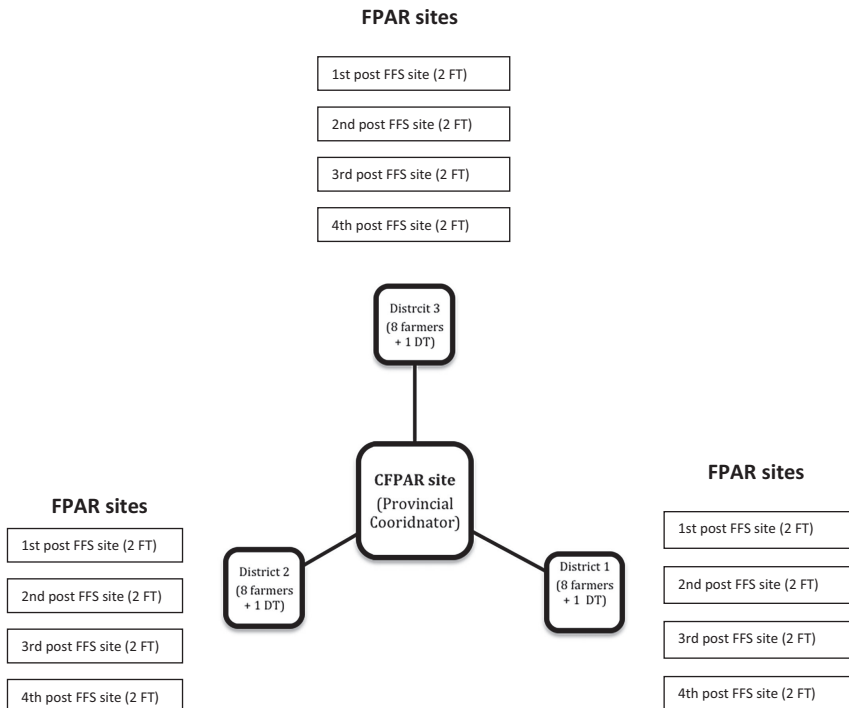 FPAR sites
1st post FFS site (2 FT)
2nd post FFS site (2 FT)
3rd post FFS site (2 FT)
4th post FFS site (2 FT)
Distrcit 3
(8 farmers
+ 1 DT)
CFPAR site
(Provincial
Cooridnator)
FPAR sites
1st post FFS site (2 FT)
2nd post FFS site (2 FT)
3rd post FFS site (2 FT)
4th post FFS site (2 FT)
District 2
(8 farmers
+ 1 DT)
District 1
(8 farmers
+ 1 DT)
FPAR sites
1st post FFS site (2 FT)
2nd post FFS site (2 FT)
3rd post FFS site (2 FT)
4th post FFS site (2 FT)